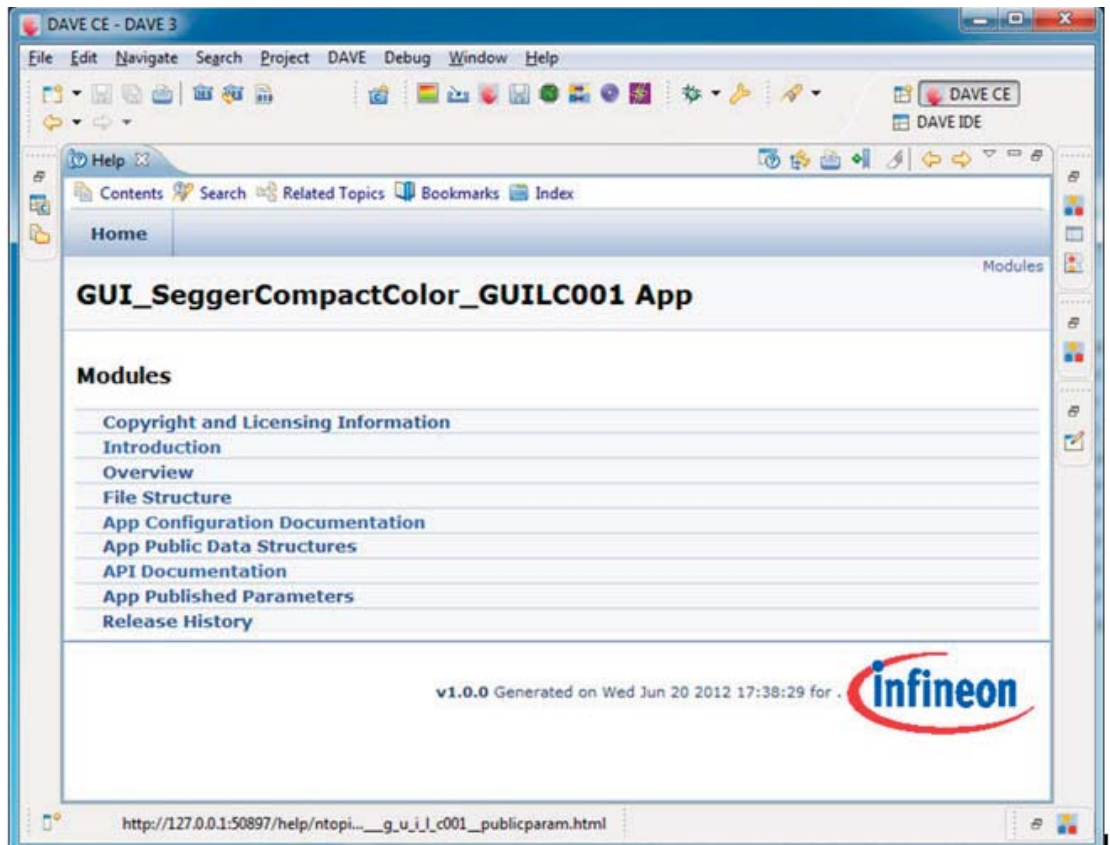 DAVE CE - DAVE 3
File Edit Navigate Search Project DAVE Debug Window Help
DAVE CE
DAVE IDE
Help
Contents Search Related Topics Bookmarks Index
Home
Modules
GUI_SeggerCompactColor_GUILC001 App
Modules
Copyright and Licensing Information
Introduction
Overview
File Structure
App Configuration Documentation
App Public Data Structures
API Documentation
App Published Parameters
Release History
v1.0.0 Generated on Wed Jun 20 2012 17:38:29 for .
infineon
http://127.0.0.1:50897/help/ntopi...__g_u_i_l_c001__publicparam.html